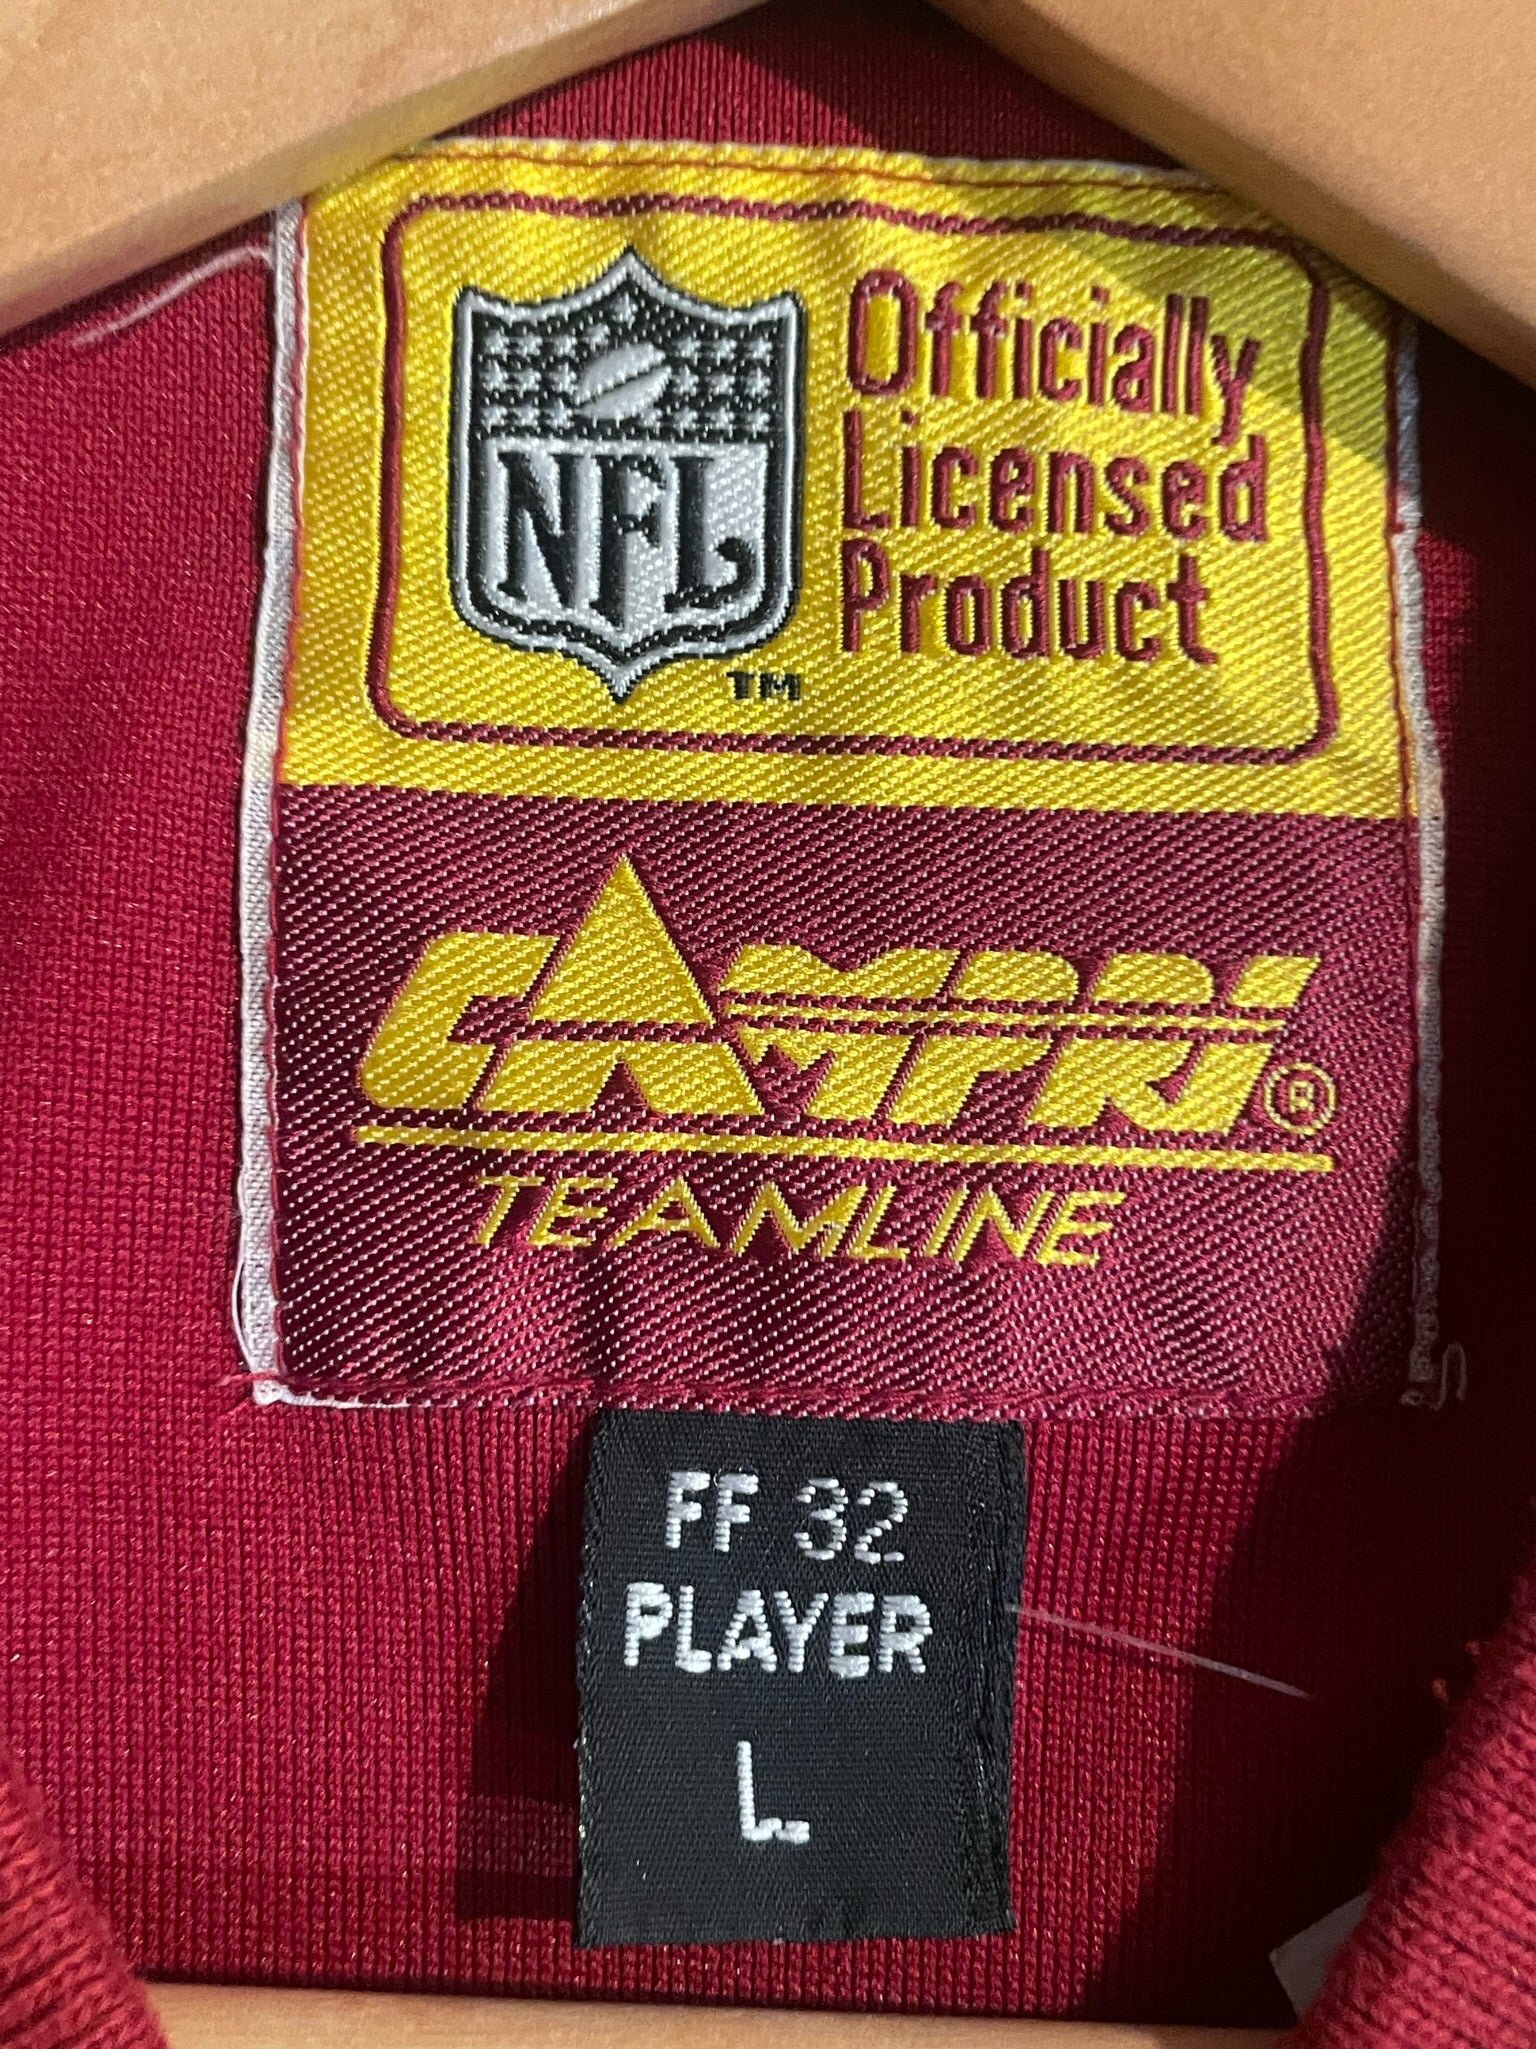 NFL
TM
Officially
Licensed
Product
CAMPRI®
TEAMLINE
FF 32
PLAYER
L